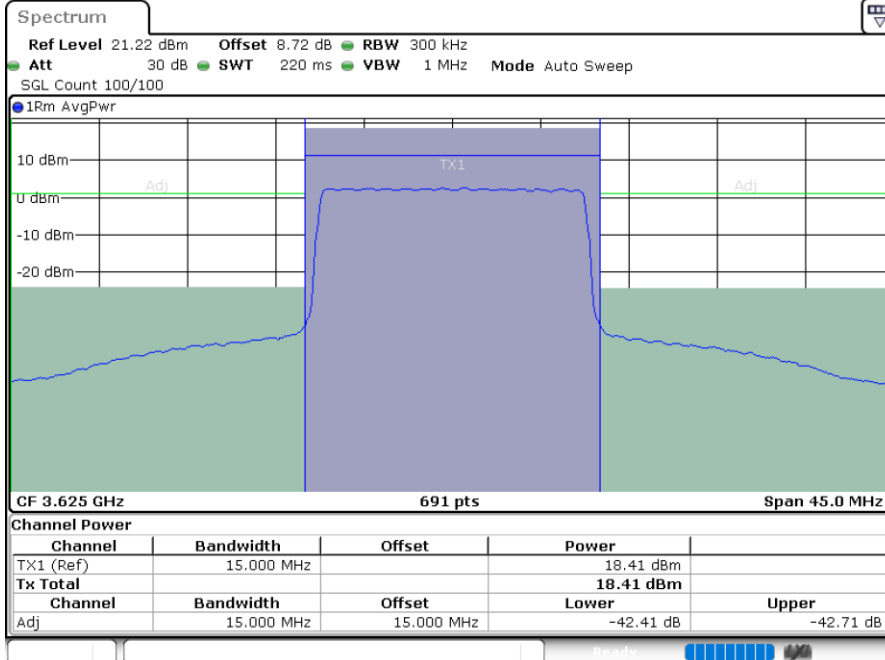 Spectrum
Ref Level 21.22 dBm Offset 8.72 dB RBW 300 kHz
Att 30 dB SWT 220 ms VBW 1 MHz Mode Auto Sweep
SGL Count 100/100
1Rm AvgPwr
10 dBm
TX1
Adj Adj
0 dBm
-10 dBm
-20 dBm
CF 3.625 GHz 691 pts Span 45.0 MHz
Channel Power
Channel Bandwidth Offset Power
TX1 (Ref) 15.000 MHz 18.41 dBm
Tx Total 18.41 dBm
Channel Bandwidth Offset Lower Upper
Adj 15.000 MHz 15.000 MHz -42.41 dB -42.71 dB
Ready